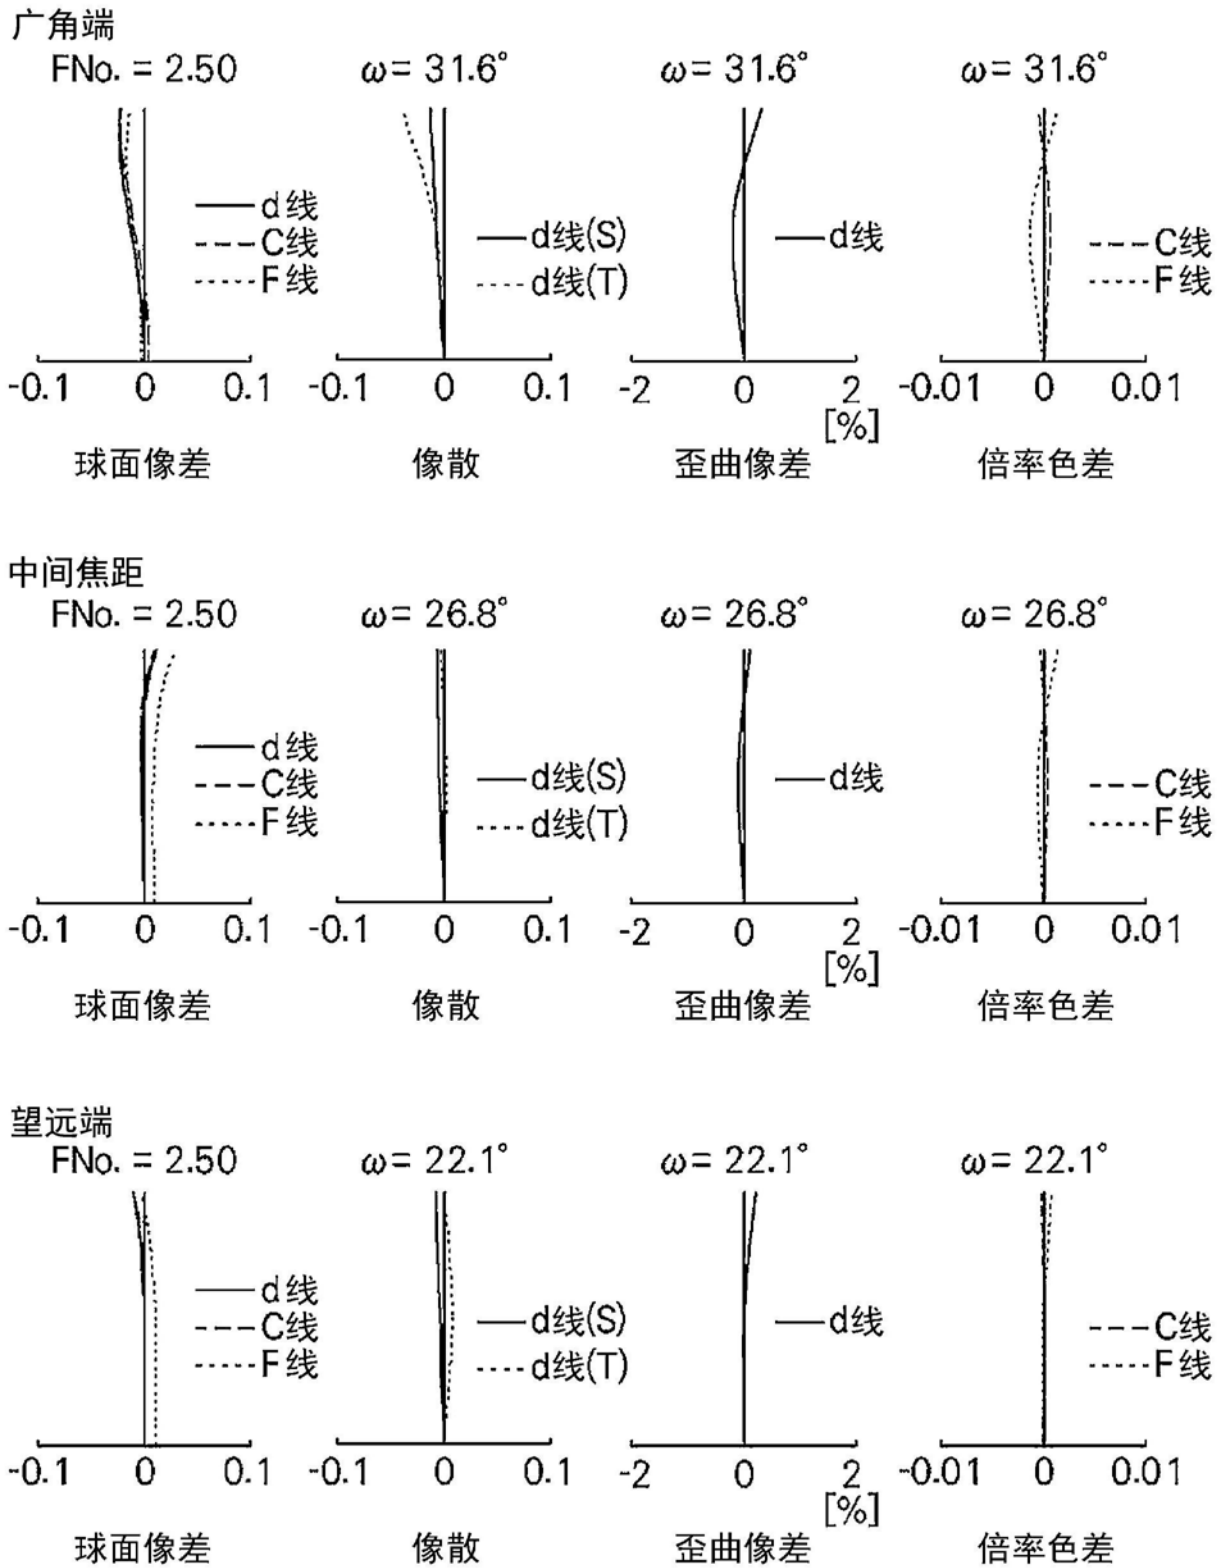 广角端
FNo. = 2.50
ω= 31.6°
ω= 31.6°
ω= 31.6°
d线
C线
F线
d线(S)
d线(T)
d线
C线
F线
-0.1 0 0.1
-0.1 0 0.1
-2 0 2
[%]
-0.01 0 0.01
球面像差
像散
歪曲像差
倍率色差
中间焦距
FNo. = 2.50
ω= 26.8°
ω= 26.8°
ω= 26.8°
d线
C线
F线
d线(S)
d线(T)
d线
C线
F线
-0.1 0 0.1
-0.1 0 0.1
-2 0 2
[%]
-0.01 0 0.01
球面像差
像散
歪曲像差
倍率色差
望远端
FNo. = 2.50
ω= 22.1°
ω= 22.1°
ω= 22.1°
d线
C线
F线
d线(S)
d线(T)
d线
C线
F线
-0.1 0 0.1
-0.1 0 0.1
-2 0 2
[%]
-0.01 0 0.01
球面像差
像散
歪曲像差
倍率色差